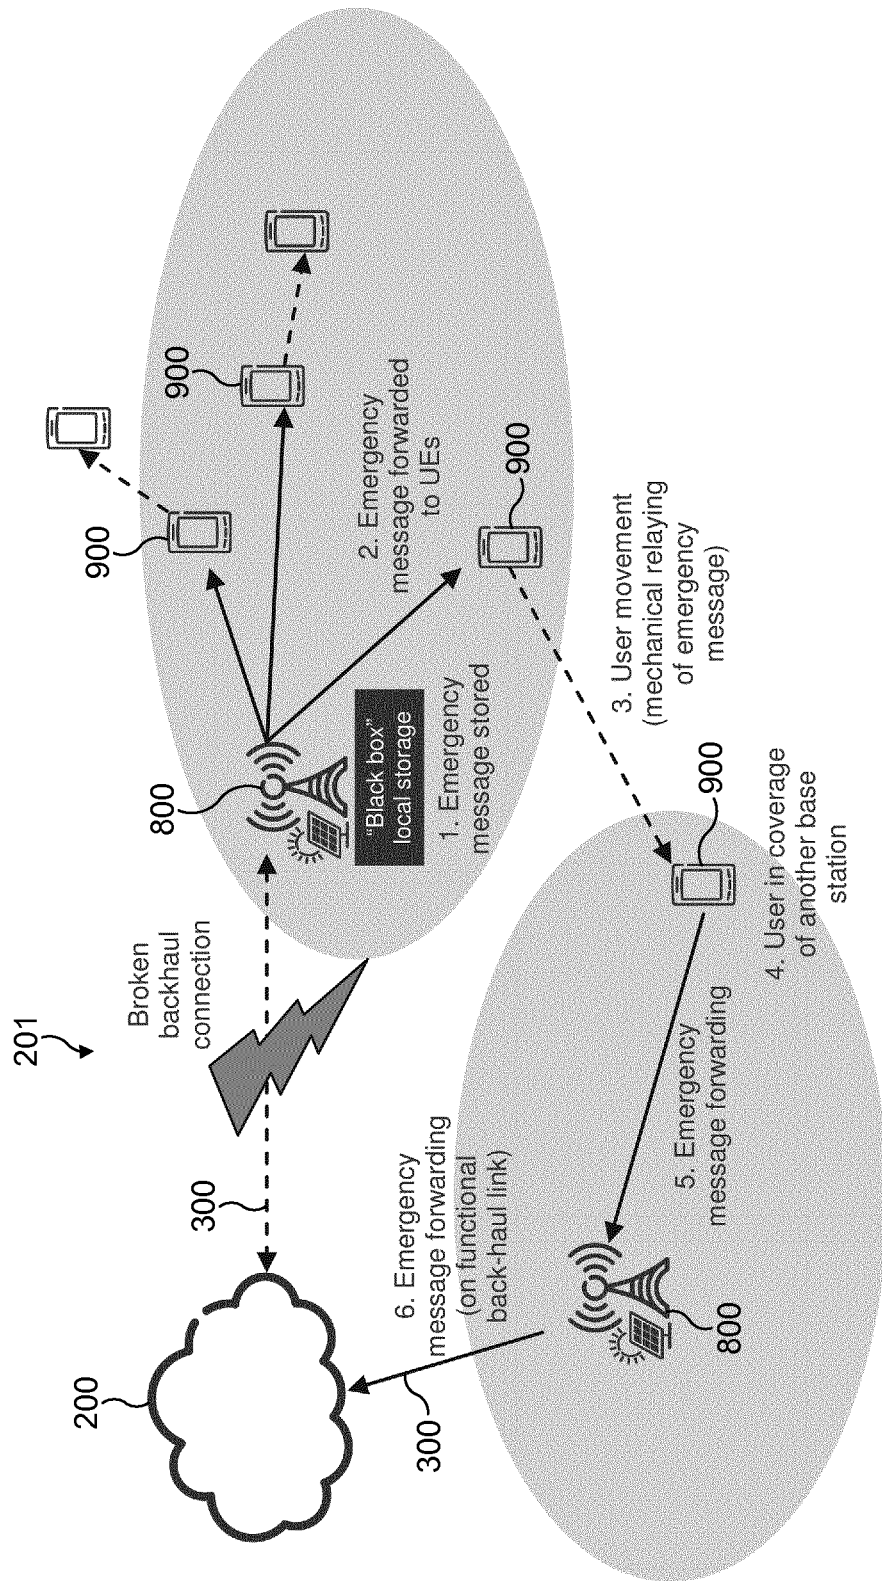 201
200
300
Broken
backhaul
connection
800
"Black box"
local storage
1. Emergency
message stored
900
900
2. Emergency
message forwarded
to UEs
900
3. User movement
(mechanical relaying
of emergency
message)
900
4. User in coverage
of another base
station
5. Emergency
message forwarding
800
6. Emergency
message forwarding
(on functional
back-haul link)
300